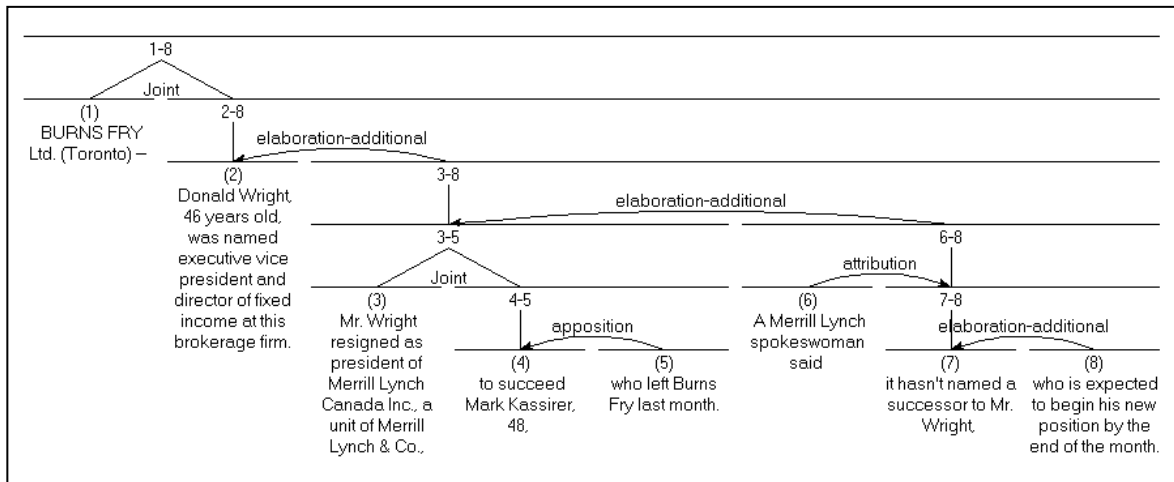 1-8
Joint
(1)
BURNS FRY
Ltd. (Toronto) –
2-8
elaboration-additional
(2)
Donald Wright,
46 years old,
was named
executive vice
president and
director of fixed
income at this
brokerage firm.
3-8
elaboration-additional
3-5
Joint
(3)
Mr. Wright
resigned as
president of
Merrill Lynch
Canada Inc., a
unit of Merrill
Lynch & Co.,
4-5
apposition
(4)
to succeed
Mark Kassirer,
48,
(5)
who left Burns
Fry last month.
6-8
attribution
(6)
A Merrill Lynch
spokeswoman
said
7-8
elaboration-additional
(7)
it hasn't named a
successor to Mr.
Wright,
(8)
who is expected
to begin his new
position by the
end of the month.